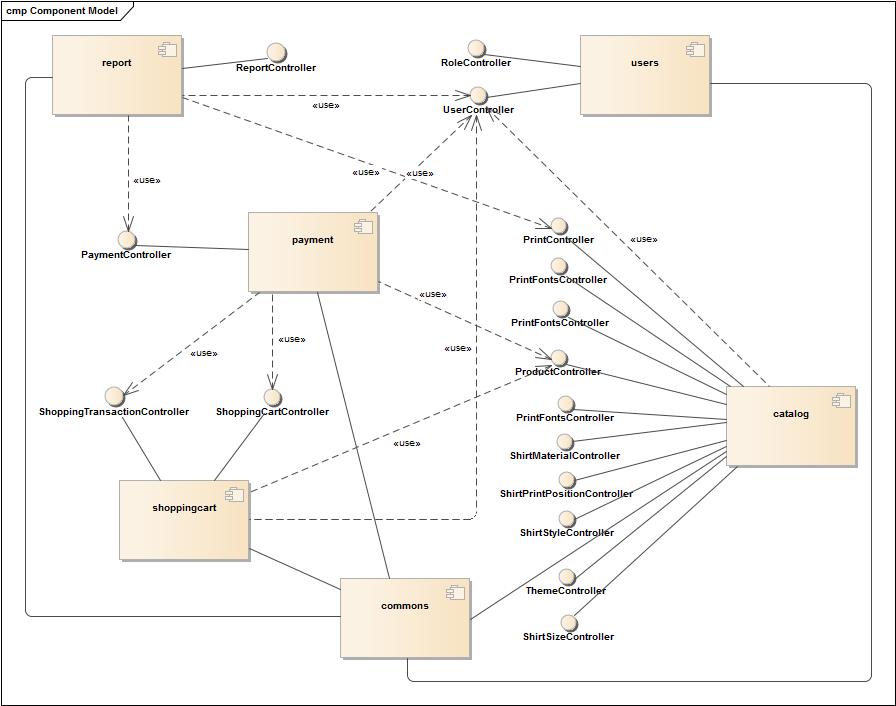 cmp Component Model
report
ReportController
RoleController
users
«use»
UserController
«use»
«use»
«use»
payment
PrintController
«use»
PaymentController
PrintFontsController
«use»
PrintFontsController
«use»
«use»
«use»
ProductController
ShoppingTransactionController
ShoppingCartController
PrintFontsController
catalog
«use»
ShirtMaterialController
ShirtPrintPositionController
shoppingcart
ShirtStyleController
ThemeController
commons
ShirtSizeController